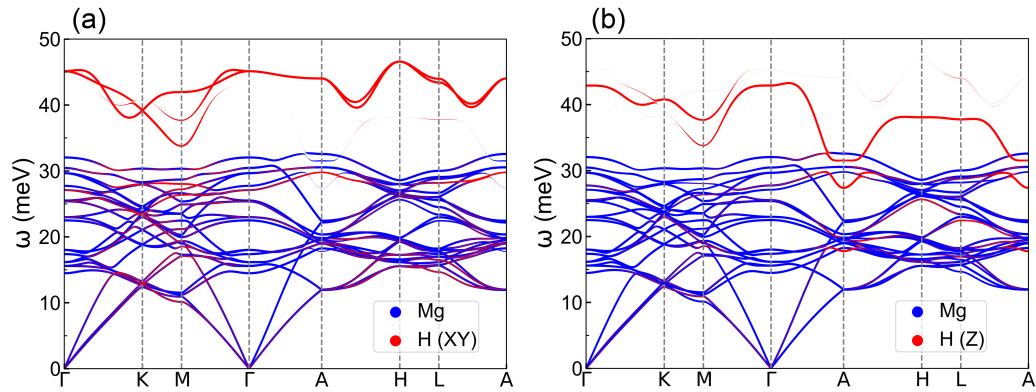 (a)
50
40
30
20
10
0
ω (meV)
Mg
H (XY)
Γ K M Γ A H L A
(b)
50
40
30
20
10
0
ω (meV)
Mg
H (Z)
Γ K M Γ A H L A